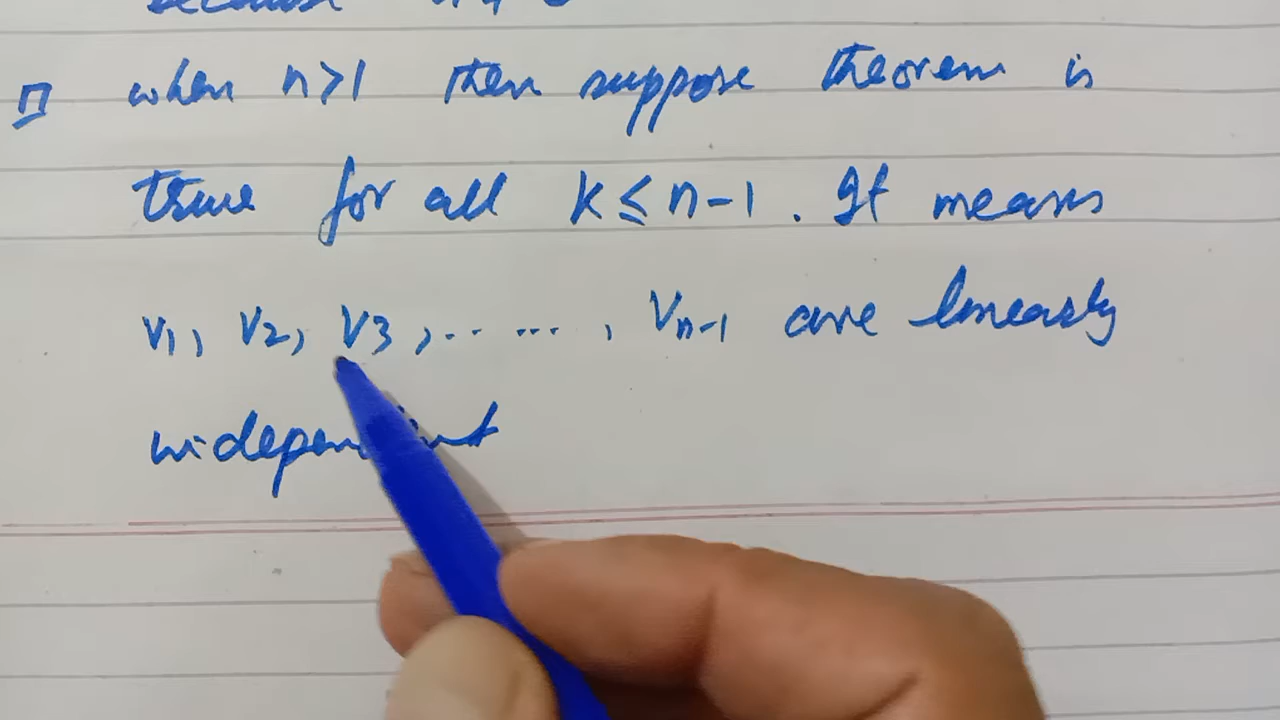 because
when n>1 then suppose theorem is
true for all k≤n-1. It means
v1, v2, v3,.. ..., Vn-1 are linearly
independent